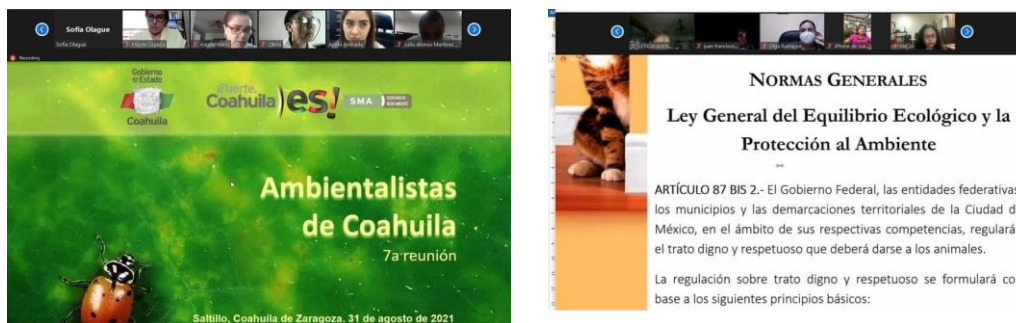 Sofia Olague
Sofia Olague
Recording
Gobierno
de Estado
Coahuila
¡Fuerte,
Coahuila es!
SMA
Ambientalistas
de Coahuila
7a reunión
Saltillo, Coahuila de Zaragoza. 31 de agosto de 2021
NORMAS GENERALES
Ley General del Equilibrio Ecológico y la
Protección al Ambiente
ARTÍCULO 87 BIS 2.- El Gobierno Federal, las entidades federativas
los municipios y las demarcaciones territoriales de la Ciudad d
México, en el ámbito de sus respectivas competencias, regulará
el trato digno y respetuoso que deberá darse a los animales.
La regulación sobre trato digno y respetuoso se formulará co
base a los siguientes principios básicos: